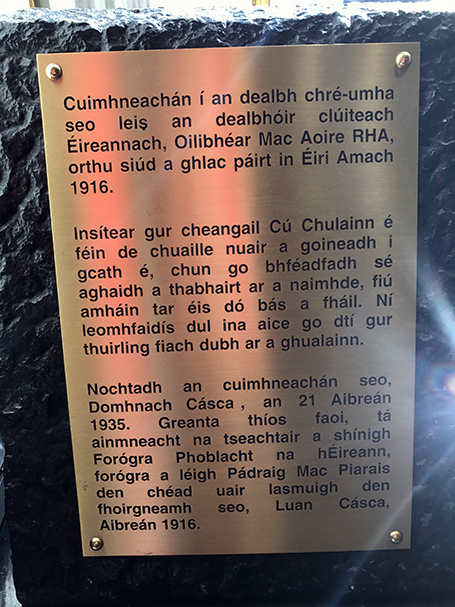 Cuimhneachán í an dealbh chré-umha
seo leis an dealbhóir clúiteach
Éireannach, Oilibhéar Mac Aoire RHA,
orthu siúd a ghlac páirt in Éiri Amach
1916.
Insítear gur cheangail Cú Chulainn é
féin de chuaille nuair a goineadh i
gcath é, chun go bhféadfadh sé
aghaidh a thabhairt ar a naimhde, fiú
amháin tar éis dó bás a fháil. Ní
leomhfaidís dul ina aice go dtí gur
thuirling fiach dubh ar a ghualainn.
Nochtadh an cuimhneachán seo,
Domhnach Cásca , an 21 Aibreán
1935. Greanta thíos faoi, tá
ainmneacht na tseachtair a shínigh
Forógra Phoblacht na hÉireann,
forógra a léigh Pádraig Mac Piarais
den chéad uair lasmuigh den
fhoirgneamh seo, Luan Cásca,
Aibreán 1916.